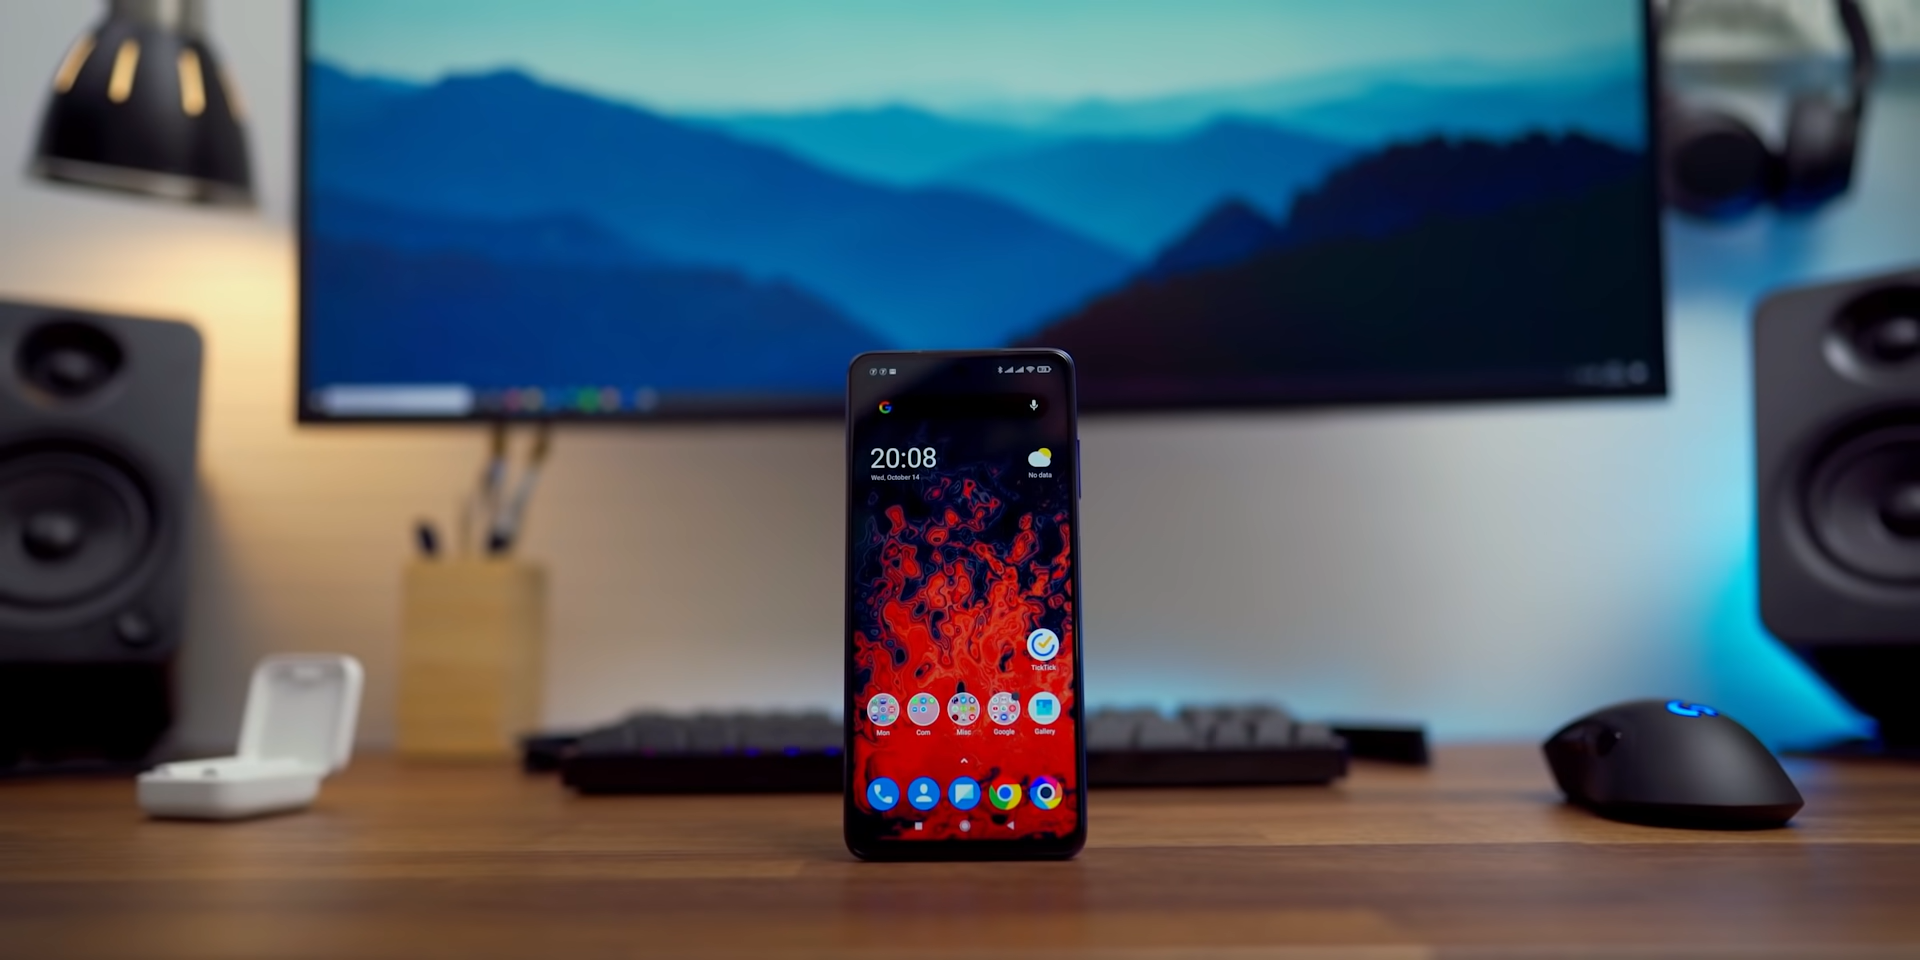 20:08
Wed, October 14
No data
TickTick
Mon
Com
Misc
Google
Gallery